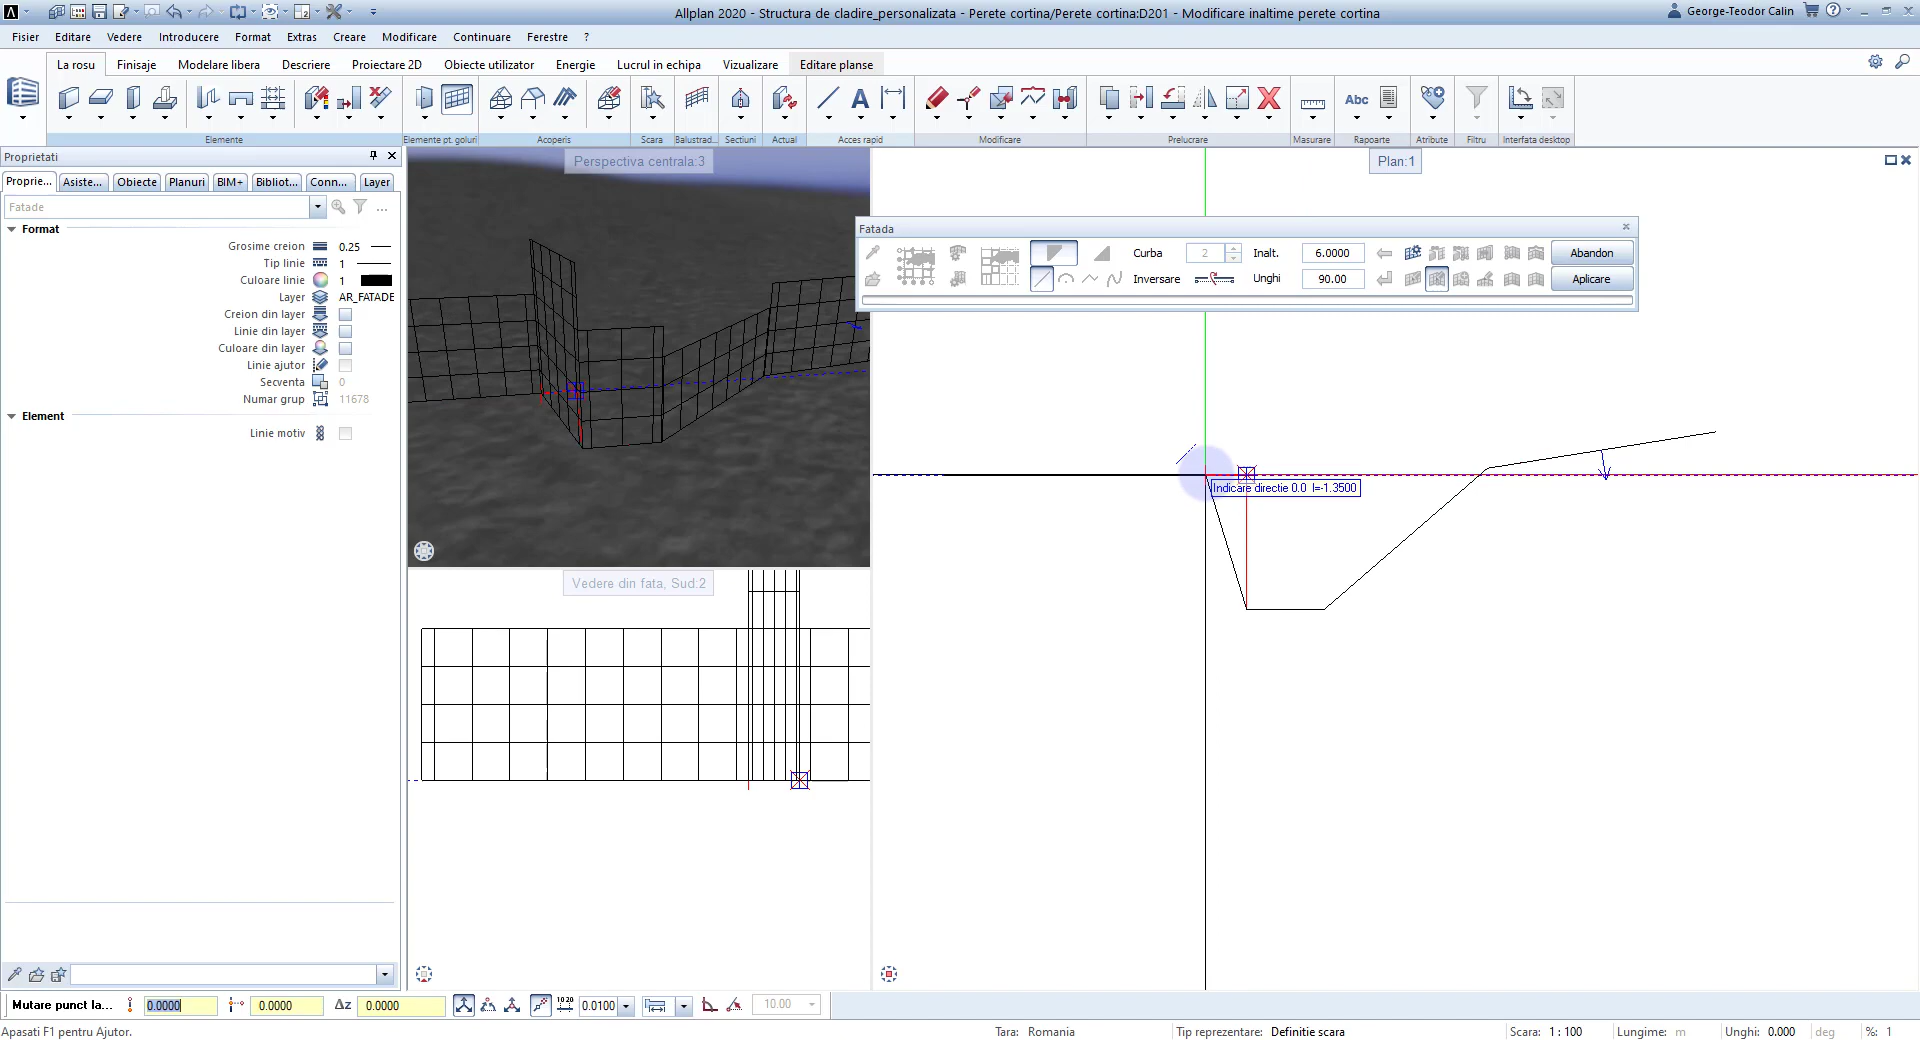 Allplan 2020 - Structura de cladire_personalizata - Perete cortina/Perete cortina:D201 - Modificare inaltime perete cortina
George-Teodor Calin
Fisier Editare Vedere Introducere Format Extras Creare Modificare Continuare Ferestre ?
La rosu Finisaje Modelare libera Descriere Proiectare 2D Obiecte utilizator Energie Lucrul in echipa Vizualizare Editare planse
Abc
Elemente Elemente pt. goluri Acoperis Scara Balustrad... Sectiuni Actual Acces rapid Modificare Prelucrare Masurare Rapoarte Atribute Filtru Interfata desktop
Proprietati
Proprie... Asiste... Obiecte Planuri BIM+ Bibliot... Conn... Layer
Fatade
Format
Grosime creion 0.25
Tip linie 1
Culoare linie 1
Layer AR_FATADE
Creion din layer
Linie din layer
Culoare din layer
Linie ajutor
Secventa 0
Numar grup 11678
Element
Linie motiv
Perspectiva centrala:3
Vedere din fata, Sud:2
Plan:1
Fatada
Curba 2 Inalt. 6.0000 Abandon
Inversare Unghi 90.00 Aplicare
Indicare directie 0.0 l=-1.3500
Mutare punct la... 0.0000 0.0000 Δz 0.0000 1020 0.0100 10.00
Apasati F1 pentru Ajutor. Tara: Romania Tip reprezentare: Definitie scara Scara: 1 : 100 Lungime: m Unghi: 0.000 deg %: 1